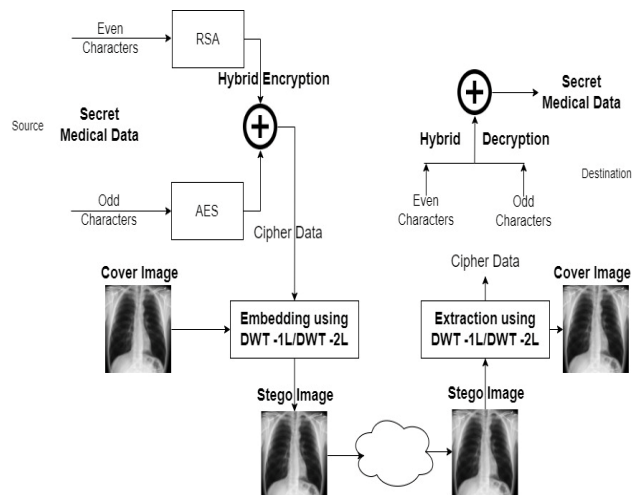 Even
Characters
RSA
Hybrid Encryption
Source
Secret
Medical Data
Odd
Characters
AES
Cipher Data
Cover Image
Embedding using
DWT -1L/DWT -2L
Stego Image
Secret
Medical Data
Hybrid Decryption
Even
Characters
Odd
Characters
Destination
Cipher Data
Cover Image
Extraction using
DWT -1L/DWT -2L
Stego Image